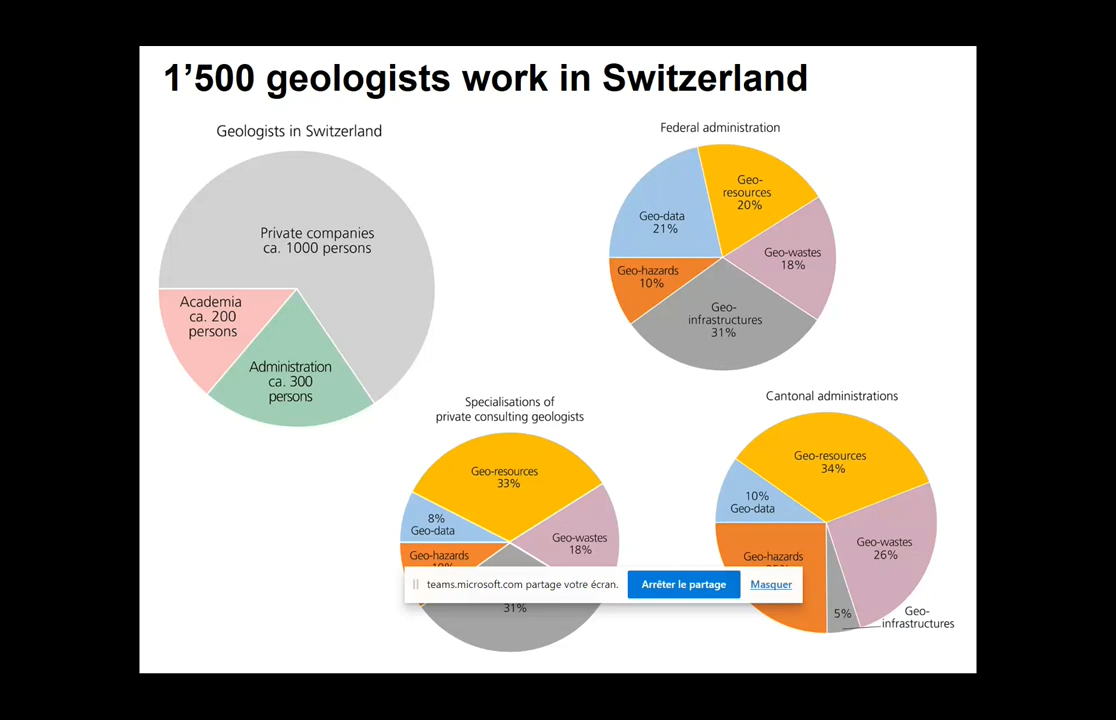 1’500 geologists work in Switzerland
Geologists in Switzerland
Private companies
ca. 1000 persons
Academia
ca. 200
persons
Administration
ca. 300
persons
Federal administration
Geo-
resources
20%
Geo-data
21%
Geo-wastes
18%
Geo-hazards
10%
Geo-
infrastructures
31%
Specialisations of
private consulting geologists
Geo-resources
33%
8%
Geo-data
Geo-wastes
18%
Geo-hazards
31%
Cantonal administrations
Geo-resources
34%
10%
Geo-data
Geo-wastes
26%
Geo-hazards
5%
Geo-
infrastructures
teams.microsoft.com partage votre écran.
Arrêter le partage
Masquer